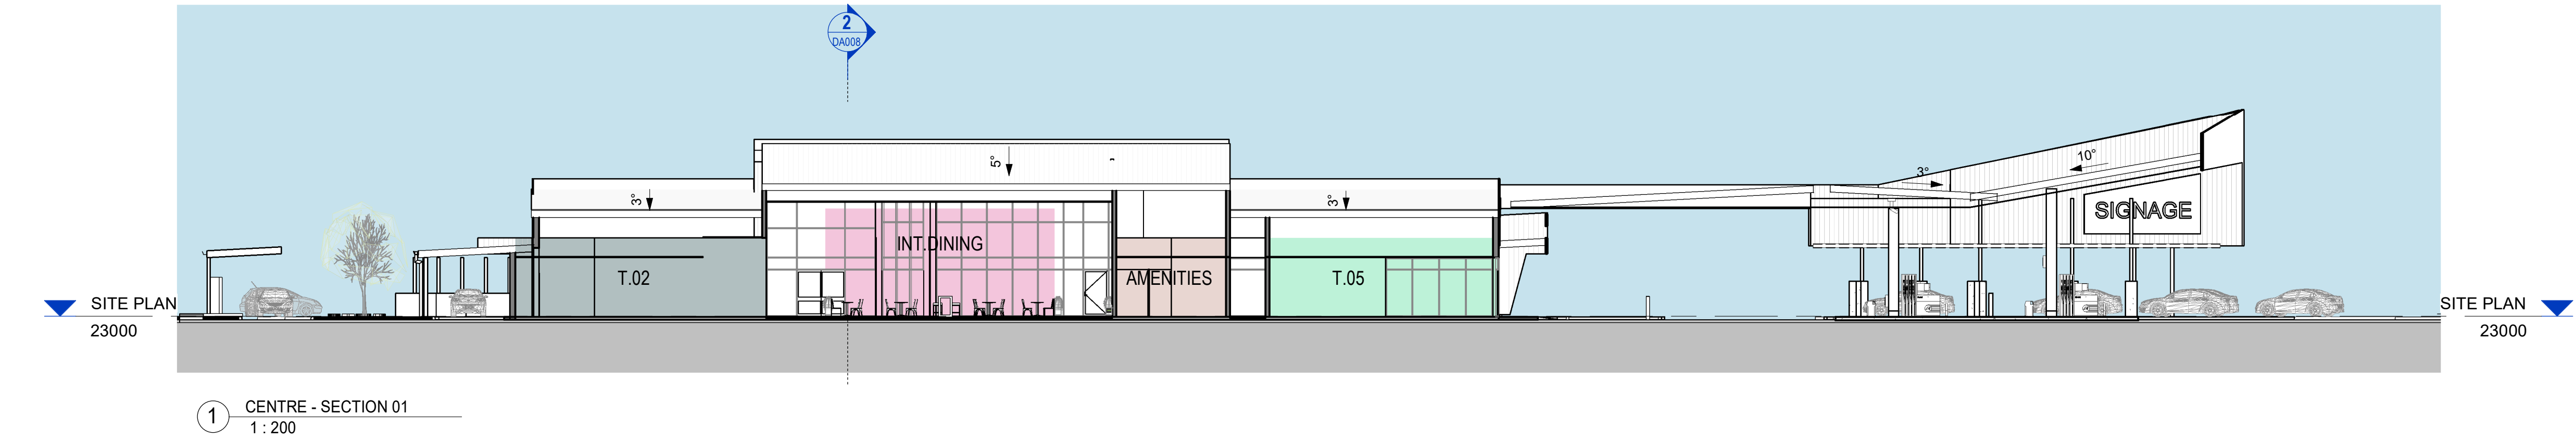 2
DA008
5°
10°
3°
3°
3°
SIGNAGE
INT.DINING
T.02
AMENITIES
T.05
SITE PLAN
23000
SITE PLAN
23000
1
CENTRE - SECTION 01
1 : 200